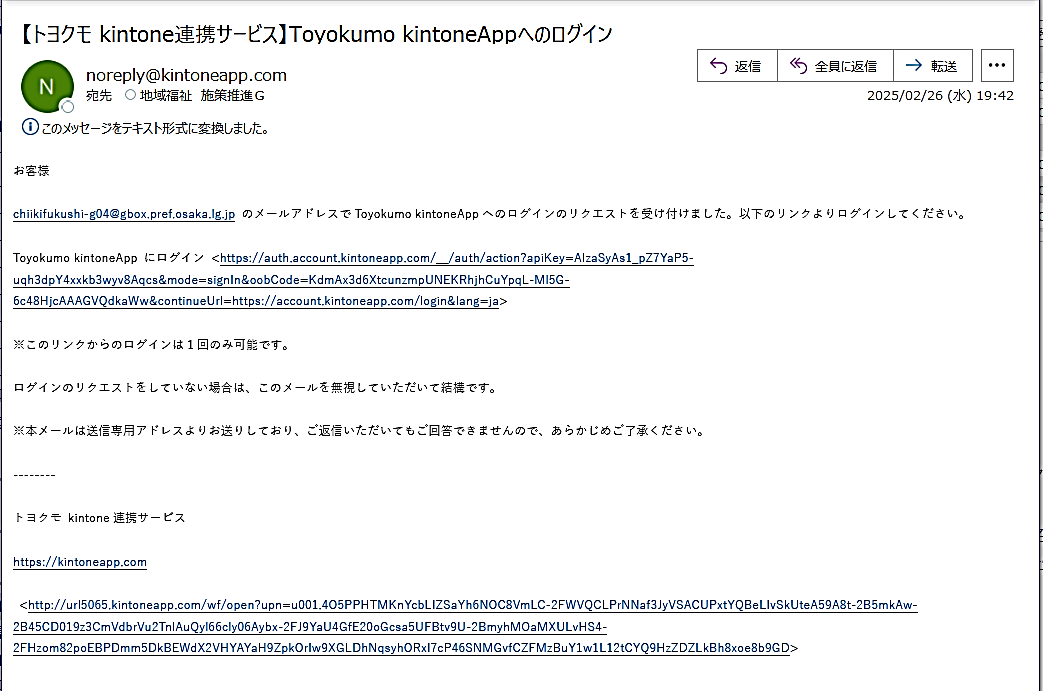 【トヨクモ kintone連携サービス】Toyokumo kintoneAppへのログイン
N
noreply@kintoneapp.com
宛先 地域福祉 施策推進G
返信 全員に返信 転送
2025/02/26 (水) 19:42
このメッセージをテキスト形式に変換しました。
お客様
chiikifukushi-g04@gbox.pref.osaka.lg.jp のメールアドレスで Toyokumo kintoneApp へのログインのリクエストを受け付けました。以下のリンクよりログインしてください。
Toyokumo kintoneApp にログイン <https://auth.account.kintoneapp.com/__/auth/action?apiKey=AIzaSyAs1_pZ7YaP5-
uqh3dpY4xxkb3wyv8Aqcs&mode=signIn&oobCode=KdmAx3d6XtcunzmpUNEKRhjhCuYpqL-MI5G-
6c48HjcAAAGVQdkaWw&continueUrl=https://account.kintoneapp.com/login&lang=ja>
※このリンクからのログインは１回のみ可能です。
ログインのリクエストをしていない場合は、このメールを無視していただいて結構です。
※本メールは送信専用アドレスよりお送りしており、ご返信いただいてもご回答できませんので、あらかじめご了承ください。
--------
トヨクモ kintone 連携サービス
https://kintoneapp.com
<http://url5065.kintoneapp.com/wf/open?upn=u001.4O5PPHTMKnYcbLIZSaYh6NOC8VmLC-2FWVQCLPrNNaf3JyVSACUPxtYQBeLIvSkUteA59A8t-2B5mkAw-
2B45CD019z3CmVdbrVu2TnlAuQyI66cIy06Aybx-2FJ9YaU4GfE20oGcsa5UFBtv9U-2BmyhMOaMXULvHS4-
2FHzom82poEBPDmm5DkBEWdX2VHYAYaH9ZpkOrIw9XGLDhNqsyhORxI7cP46SNMGvfCZFMzBuY1w1L12tCYQ9HzZDZLkBh8xoe8b9GD>